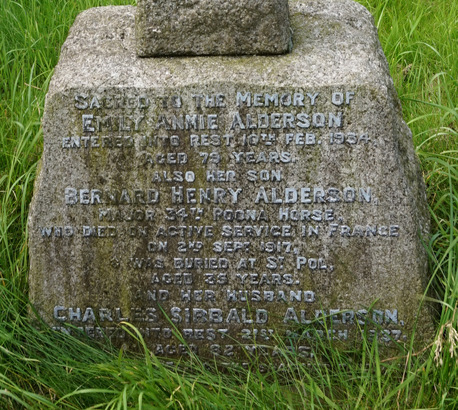 SACRED TO THE MEMORY OF
EMILY ANNIE ALDERSON,
ENTERED INTO REST 10TH FEB. 1934.
AGED 79 YEARS.
ALSO HER SON
BERNARD HENRY ALDERSON,
MAJOR 34TH POONA HORSE.
WHO DIED ON ACTIVE SERVICE IN FRANCE
ON 2ND SEPT. 1917,
WAS BURIED AT ST POL,
AGED 35 YEARS.
AND HER HUSBAND
CHARLES SIBBALD ALDERSON.
ENTERED INTO REST 21ST MARCH
AGED 82 YEARS.